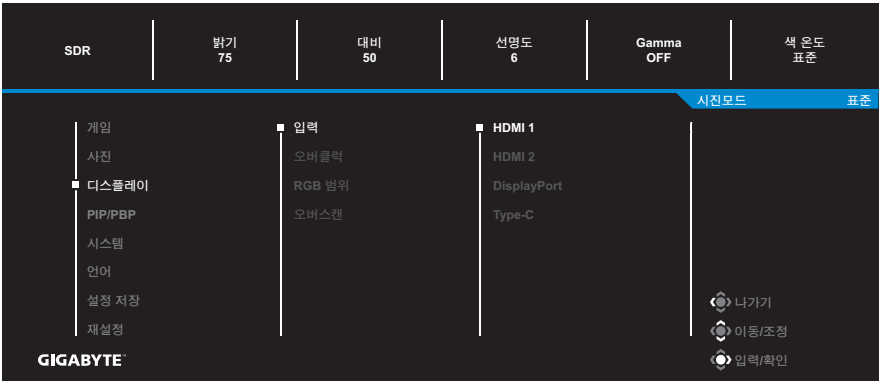 SDR
밝기
75
대비
50
선명도
6
Gamma
OFF
색 온도
표준
시진모드 표준
게임
사진
디스플레이
PIP/PBP
시스템
언어
설정 저장
재설정
입력
오버클럭
RGB 범위
오버스캔
HDMI 1
HDMI 2
DisplayPort
Type-C
나가기
이동/조정
입력/확인
GIGABYTE